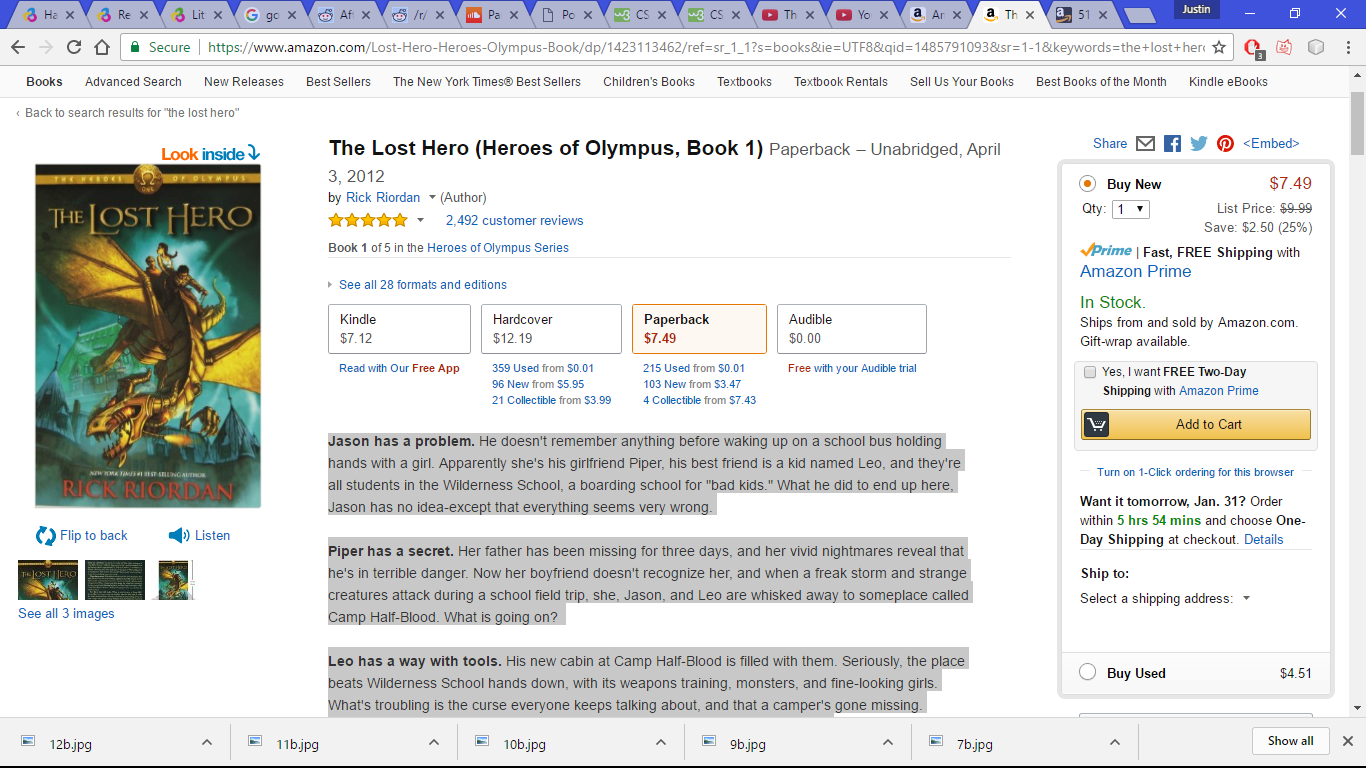 Ha
Re
Lit
go
Aft
/r/
Pa
Po
CS
CS
Th
Yo
Ar
Th
51
Justin
Secure
https://www.amazon.com/Lost-Hero-Heroes-Olympus-Book/dp/1423113462/ref=sr_1_1?s=books&ie=UTF8&qid=1485791093&sr=1-1&keywords=the+lost+hero
3
Books Advanced Search New Releases Best Sellers The New York Times® Best Sellers Children's Books Textbooks Textbook Rentals Sell Us Your Books Best Books of the Month Kindle eBooks
‹ Back to search results for "the lost hero"
Look inside
THE HEROES OF OLYMPUS
ONE
THE LOST HERO
NEW YORK TIMES #1 BEST-SELLING AUTHOR
RICK RIORDAN
Flip to back Listen
See all 3 images
The Lost Hero (Heroes of Olympus, Book 1) Paperback – Unabridged, April
3, 2012
by Rick Riordan (Author)
2,492 customer reviews
Book 1 of 5 in the Heroes of Olympus Series
See all 28 formats and editions
Kindle
$7.12
Read with Our Free App
Hardcover
$12.19
359 Used from $0.01
96 New from $5.95
21 Collectible from $3.99
Paperback
$7.49
215 Used from $0.01
103 New from $3.47
4 Collectible from $7.43
Audible
$0.00
Free with your Audible trial
Jason has a problem. He doesn't remember anything before waking up on a school bus holding
hands with a girl. Apparently she's his girlfriend Piper, his best friend is a kid named Leo, and they're
all students in the Wilderness School, a boarding school for "bad kids." What he did to end up here,
Jason has no idea-except that everything seems very wrong.
Piper has a secret. Her father has been missing for three days, and her vivid nightmares reveal that
he's in terrible danger. Now her boyfriend doesn't recognize her, and when a freak storm and strange
creatures attack during a school field trip, she, Jason, and Leo are whisked away to someplace called
Camp Half-Blood. What is going on?
Leo has a way with tools. His new cabin at Camp Half-Blood is filled with them. Seriously, the place
beats Wilderness School hands down, with its weapons training, monsters, and fine-looking girls.
What's troubling is the curse everyone keeps talking about, and that a camper's gone missing.
Share <Embed>
Buy New $7.49
Qty: 1 List Price: $9.99
Save: $2.50 (25%)
Prime | Fast, FREE Shipping with
Amazon Prime
In Stock.
Ships from and sold by Amazon.com.
Gift-wrap available.
Yes, I want FREE Two-Day
Shipping with Amazon Prime
Add to Cart
Turn on 1-Click ordering for this browser
Want it tomorrow, Jan. 31? Order
within 5 hrs 54 mins and choose One-
Day Shipping at checkout. Details
Ship to:
Select a shipping address:
Buy Used $4.51
12b.jpg
11b.jpg
10b.jpg
9b.jpg
7b.jpg
Show all